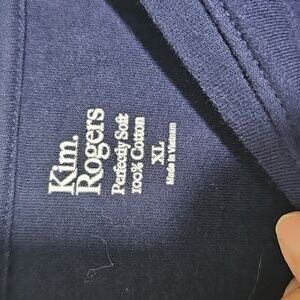 Kim.
Rogers
Perfectly Soft
100% Cotton
XL
Made in Vietnam